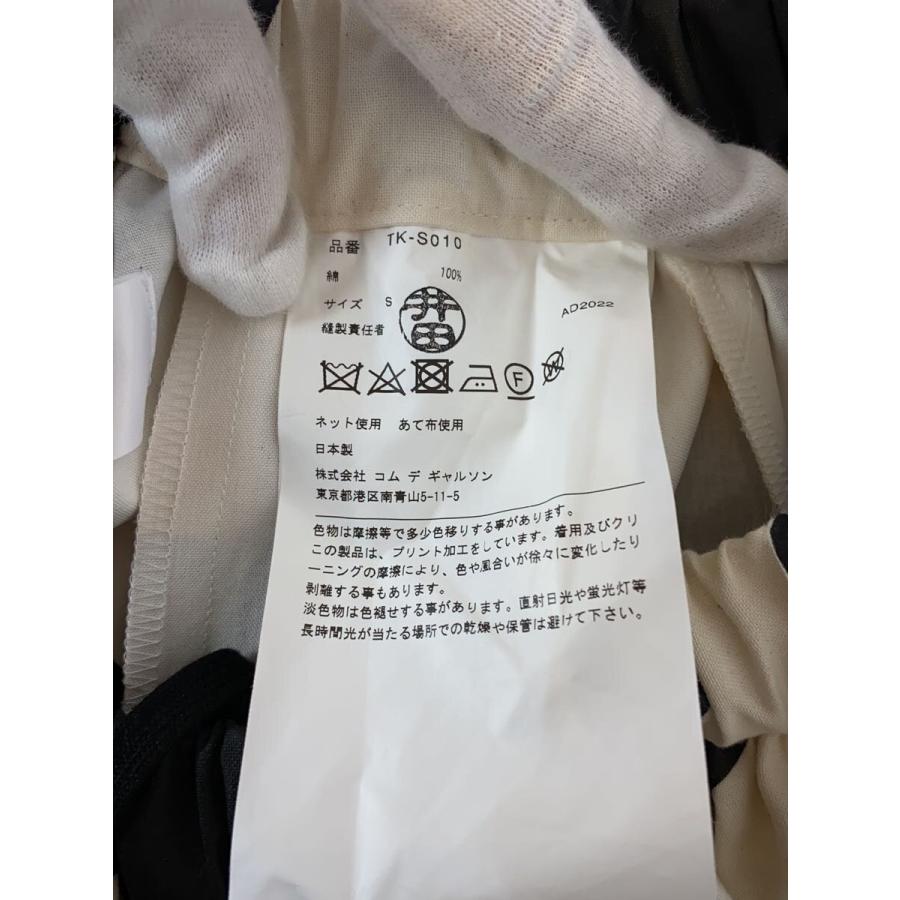 品番 TK-S010
綿 100%
サイズ S
AD2022
縫製責任者 井田
F W
ネット使用 あて布使用
日本製
株式会社 コム デ ギャルソン
東京都港区南青山5-11-5
色物は摩擦等で多少色移りする事があります。
この製品は、プリント加工をしています。着用及びクリ
ーニングの摩擦により、色や風合いが徐々に変化したり
剥離する事もあります。
淡色物は色褪せする事があります。直射日光や蛍光灯等
長時間光が当たる場所での乾燥や保管は避けて下さい。